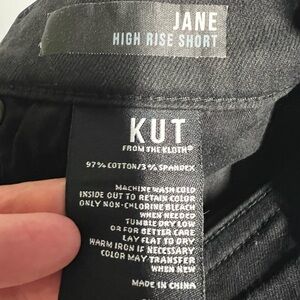 JANE
HIGH RISE SHORT
KUT
FROM THE KLOTH®
97% COTTON/3% SPANDEX
MACHINE WASH COLD
INSIDE OUT TO RETAIN COLOR
ONLY NON-CHLORINE BLEACH
WHEN NEEDED
TUMBLE DRY LOW
OR FOR BETTER CARE
LAY FLAT TO DRY
WARM IRON IF NECESSARY
COLOR MAY TRANSFER
WHEN NEW
MADE IN CHINA